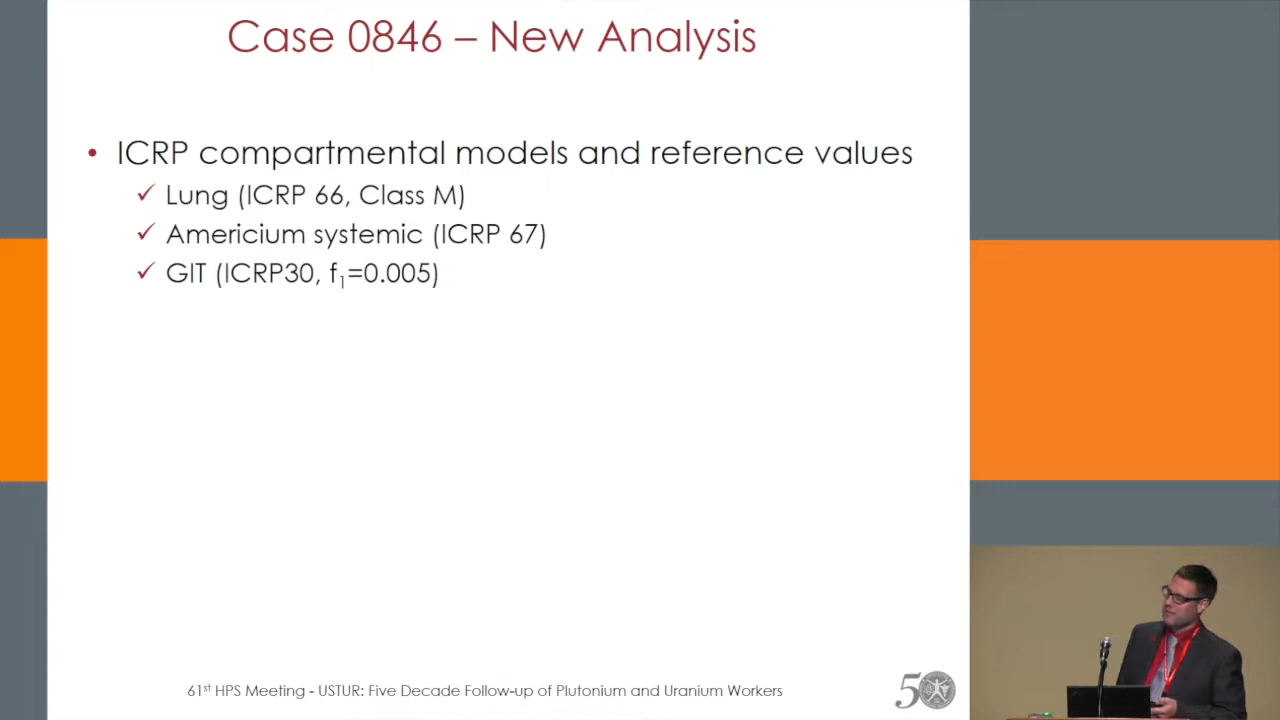 Case 0846 – New Analysis
• ICRP compartmental models and reference values
✓ Lung (ICRP 66, Class M)
✓ Americium systemic (ICRP 67)
✓ GIT (ICRP30, f₁=0.005)
61st HPS Meeting - USTUR: Five Decade Follow-up of Plutonium and Uranium Workers
50